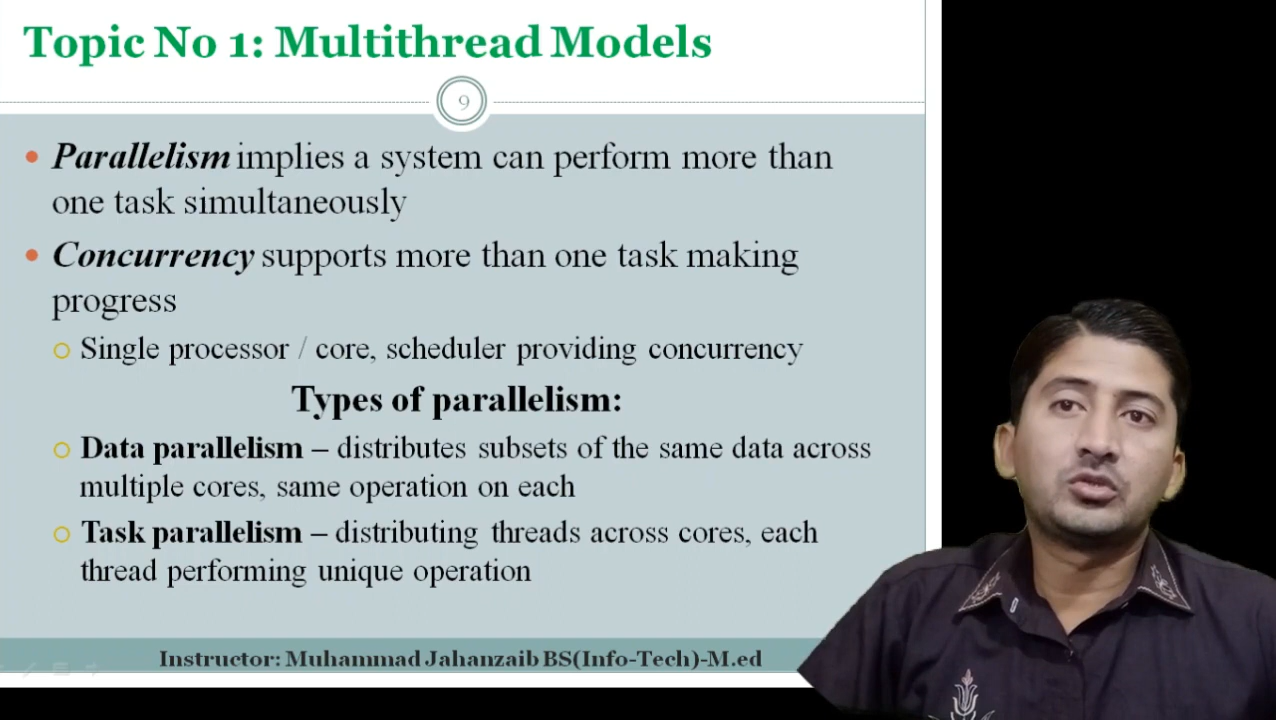 Topic No 1: Multithread Models
9
Parallelism implies a system can perform more than
one task simultaneously
Concurrency supports more than one task making
progress
Single processor / core, scheduler providing concurrency
Types of parallelism:
Data parallelism – distributes subsets of the same data across
multiple cores, same operation on each
Task parallelism – distributing threads across cores, each
thread performing unique operation
Instructor: Muhammad Jahanzaib BS(Info-Tech)-M.ed